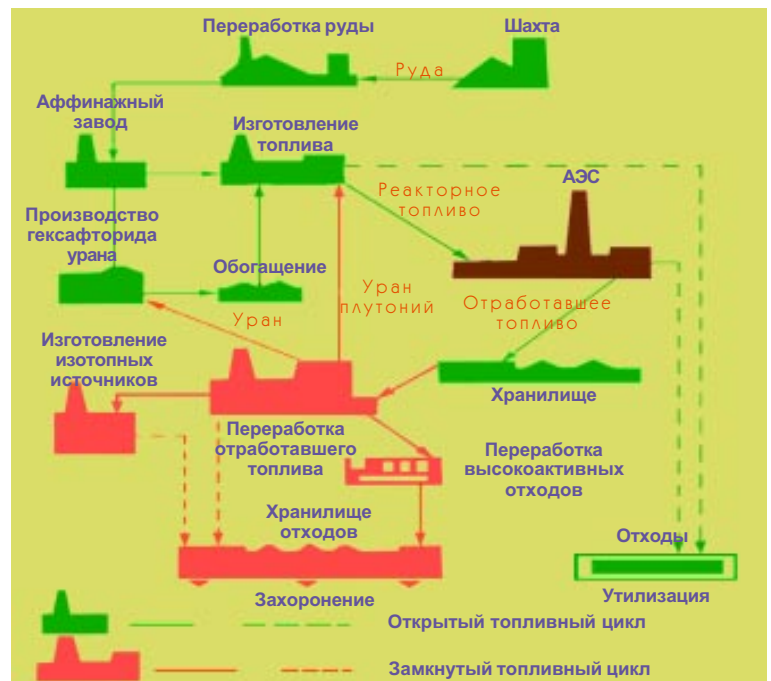 Переработка руды
Шахта
Руда
Аффинажный
завод
Изготовление
топлива
АЭС
Реакторное
топливо
Производство
гексафторида
урана
Обогащение
Уран
плутоний
Уран
Отработавшее
топливо
Изготовление
изотопных
источников
Хранилище
Переработка
отработавшего
топлива
Переработка
высокоактивных
отходов
Хранилище
отходов
Отходы
Захоронение
Утилизация
Открытый топливный цикл
Замкнутый топливный цикл